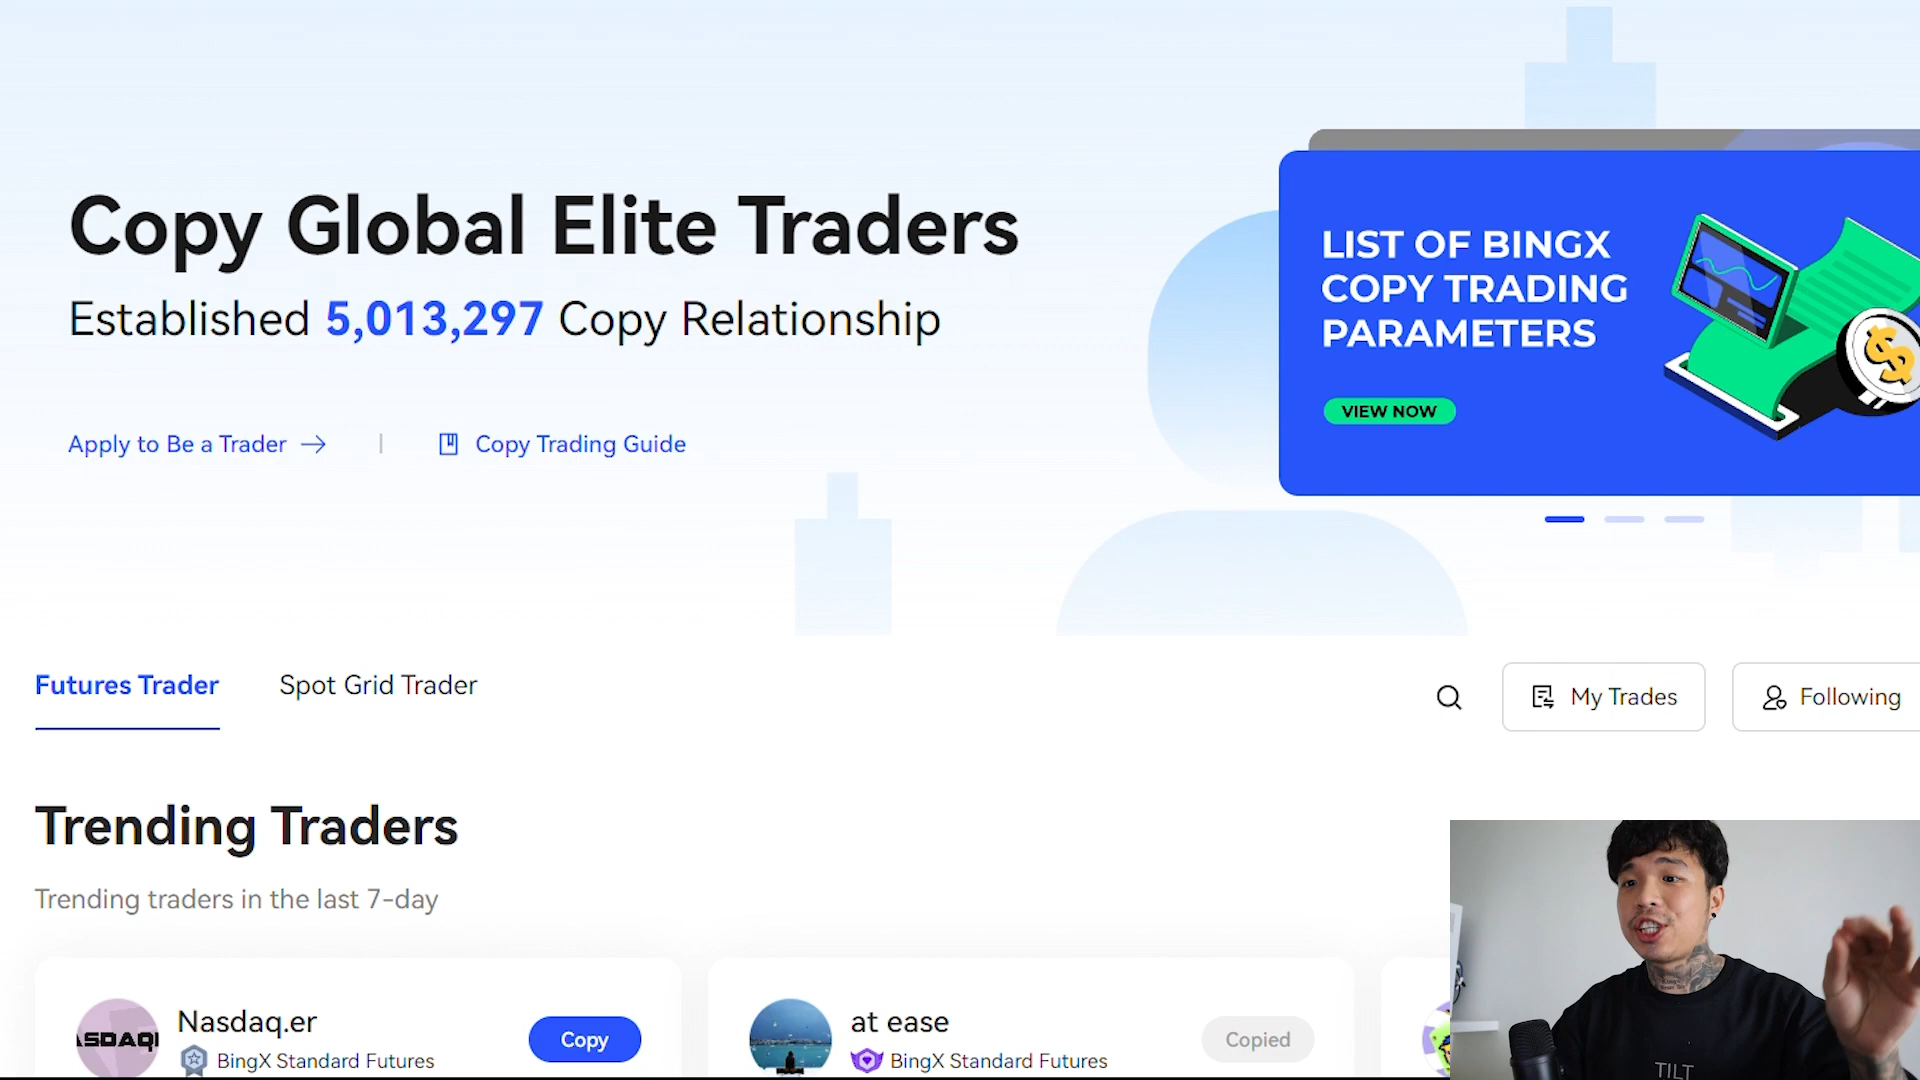 Copy Global Elite Traders
Established 5,013,297 Copy Relationship
Apply to Be a Trader
Copy Trading Guide
LIST OF BINGX
COPY TRADING
PARAMETERS
VIEW NOW
Futures Trader
Spot Grid Trader
My Trades
Following
Trending Traders
Trending traders in the last 7-day
Nasdaq.er
BingX Standard Futures
Copy
at ease
BingX Standard Futures
Copied
TILT